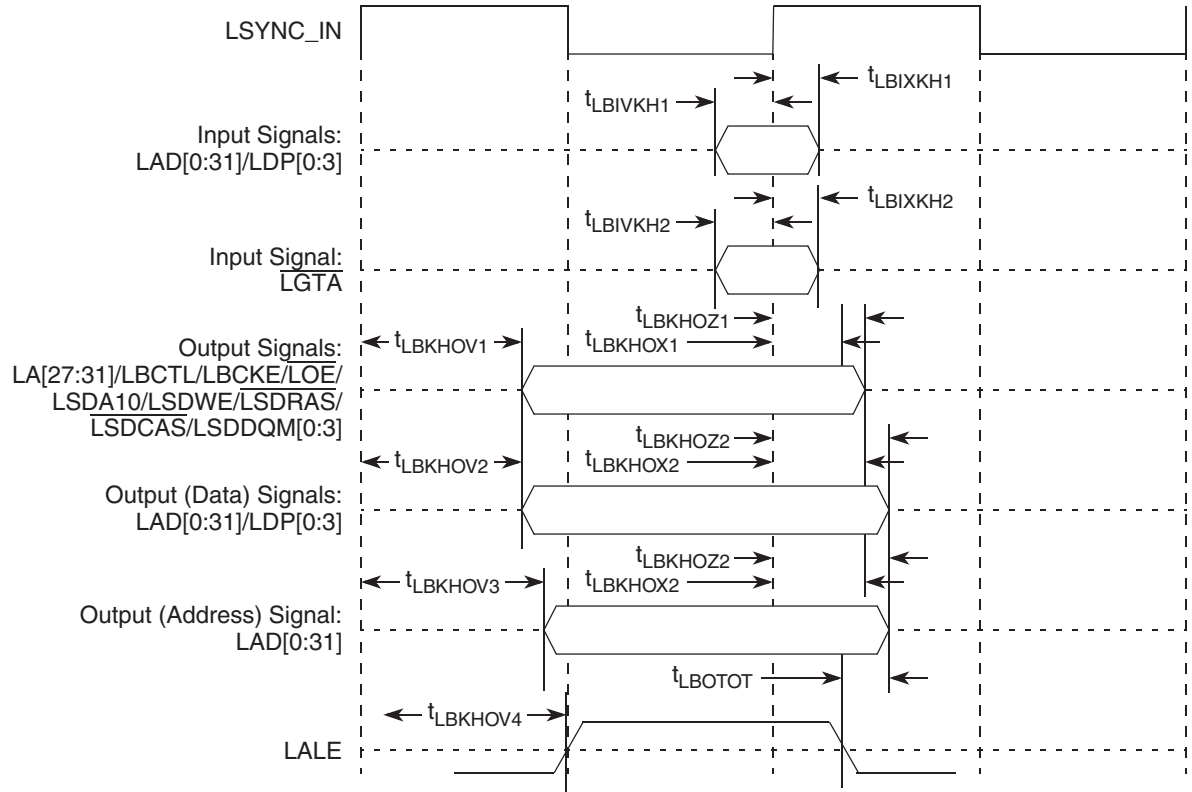 LSYNC_IN
tLBIXKH1
tLBIVKH1
Input Signals:
LAD[0:31]/LDP[0:3]
tLBIXKH2
tLBIVKH2
Input Signal:
LGTA
tLBKHOZ1
tLBKHOV1
tLBKHOX1
Output Signals:
LA[27:31]/LBCTL/LBCKE/LOE/
LSDA10/LSDWE/LSDRAS/
LSDCAS/LSDDQM[0:3]
tLBKHOZ2
tLBKHOV2
tLBKHOX2
Output (Data) Signals:
LAD[0:31]/LDP[0:3]
tLBKHOZ2
tLBKHOV3
tLBKHOX2
Output (Address) Signal:
LAD[0:31]
tLBOTOT
tLBKHOV4
LALE